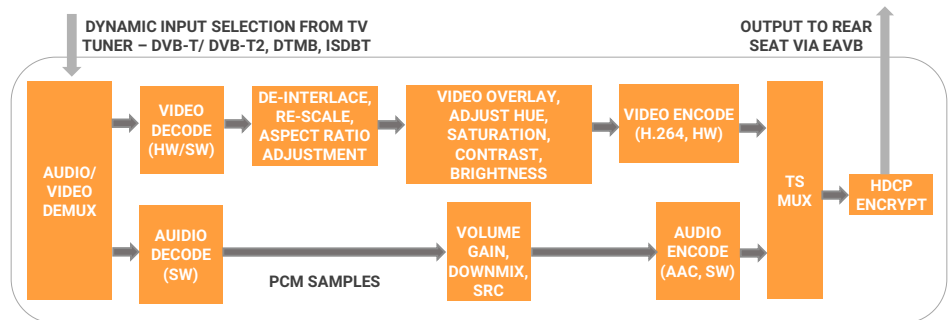 DYNAMIC INPUT SELECTION FROM TV
TUNER – DVB-T/ DVB-T2, DTMB, ISDBT
OUTPUT TO REAR
SEAT VIA EAVB
AUDIO/
VIDEO
DEMUX
VIDEO
DECODE
(HW/SW)
DE-INTERLACE,
RE-SCALE,
ASPECT RATIO
ADJUSTMENT
VIDEO OVERLAY,
ADJUST HUE,
SATURATION,
CONTRAST,
BRIGHTNESS
VIDEO ENCODE
(H.264, HW)
TS
MUX
HDCP
ENCRYPT
AUIDIO
DECODE
(SW)
PCM SAMPLES
VOLUME
GAIN,
DOWNMIX,
SRC
AUDIO
ENCODE
(AAC, SW)